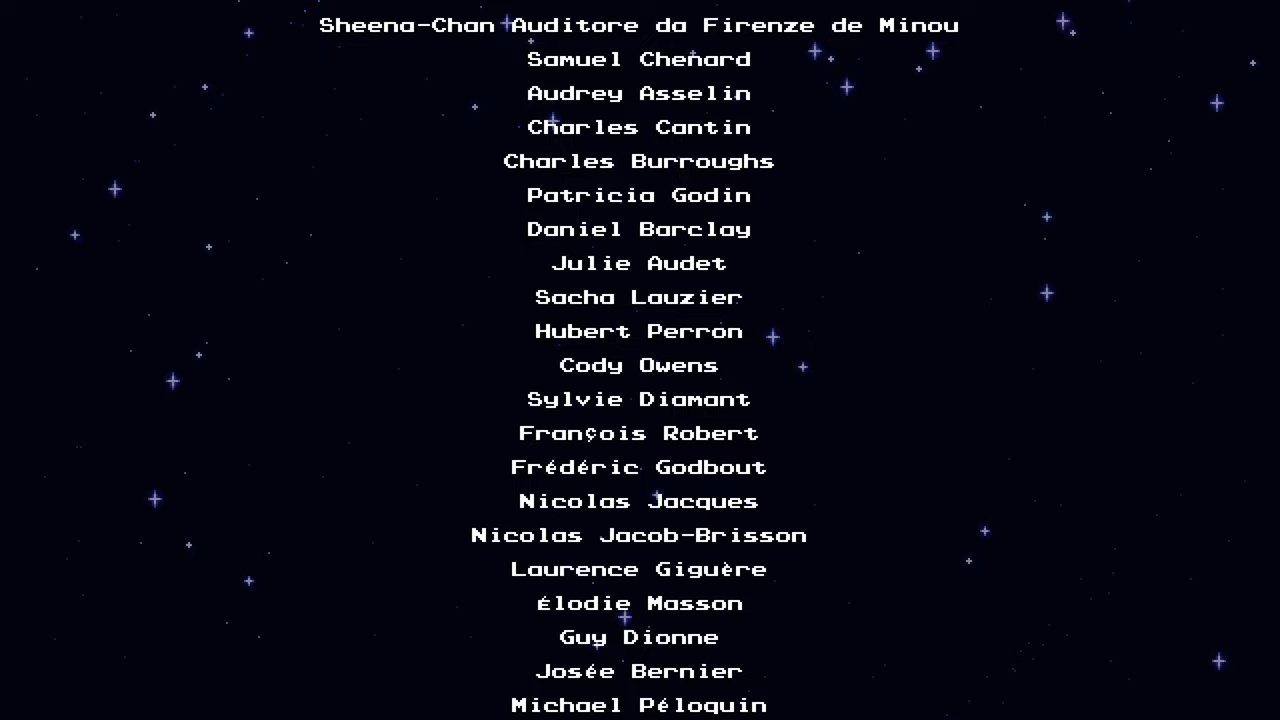 Sheena-Chan Auditore da Firenze de Minou
Samuel Chenard
Audrey Asselin
Charles Cantin
Charles Burroughs
Patricia Godin
Daniel Barclay
Julie Audet
Sacha Lauzier
Hubert Perron
Cody Owens
Sylvie Diamant
François Robert
Frédéric Godbout
Nicolas Jacques
Nicolas Jacob-Brisson
Laurence Giguère
Élodie Masson
Guy Dionne
Josée Bernier
Michael Péloquin